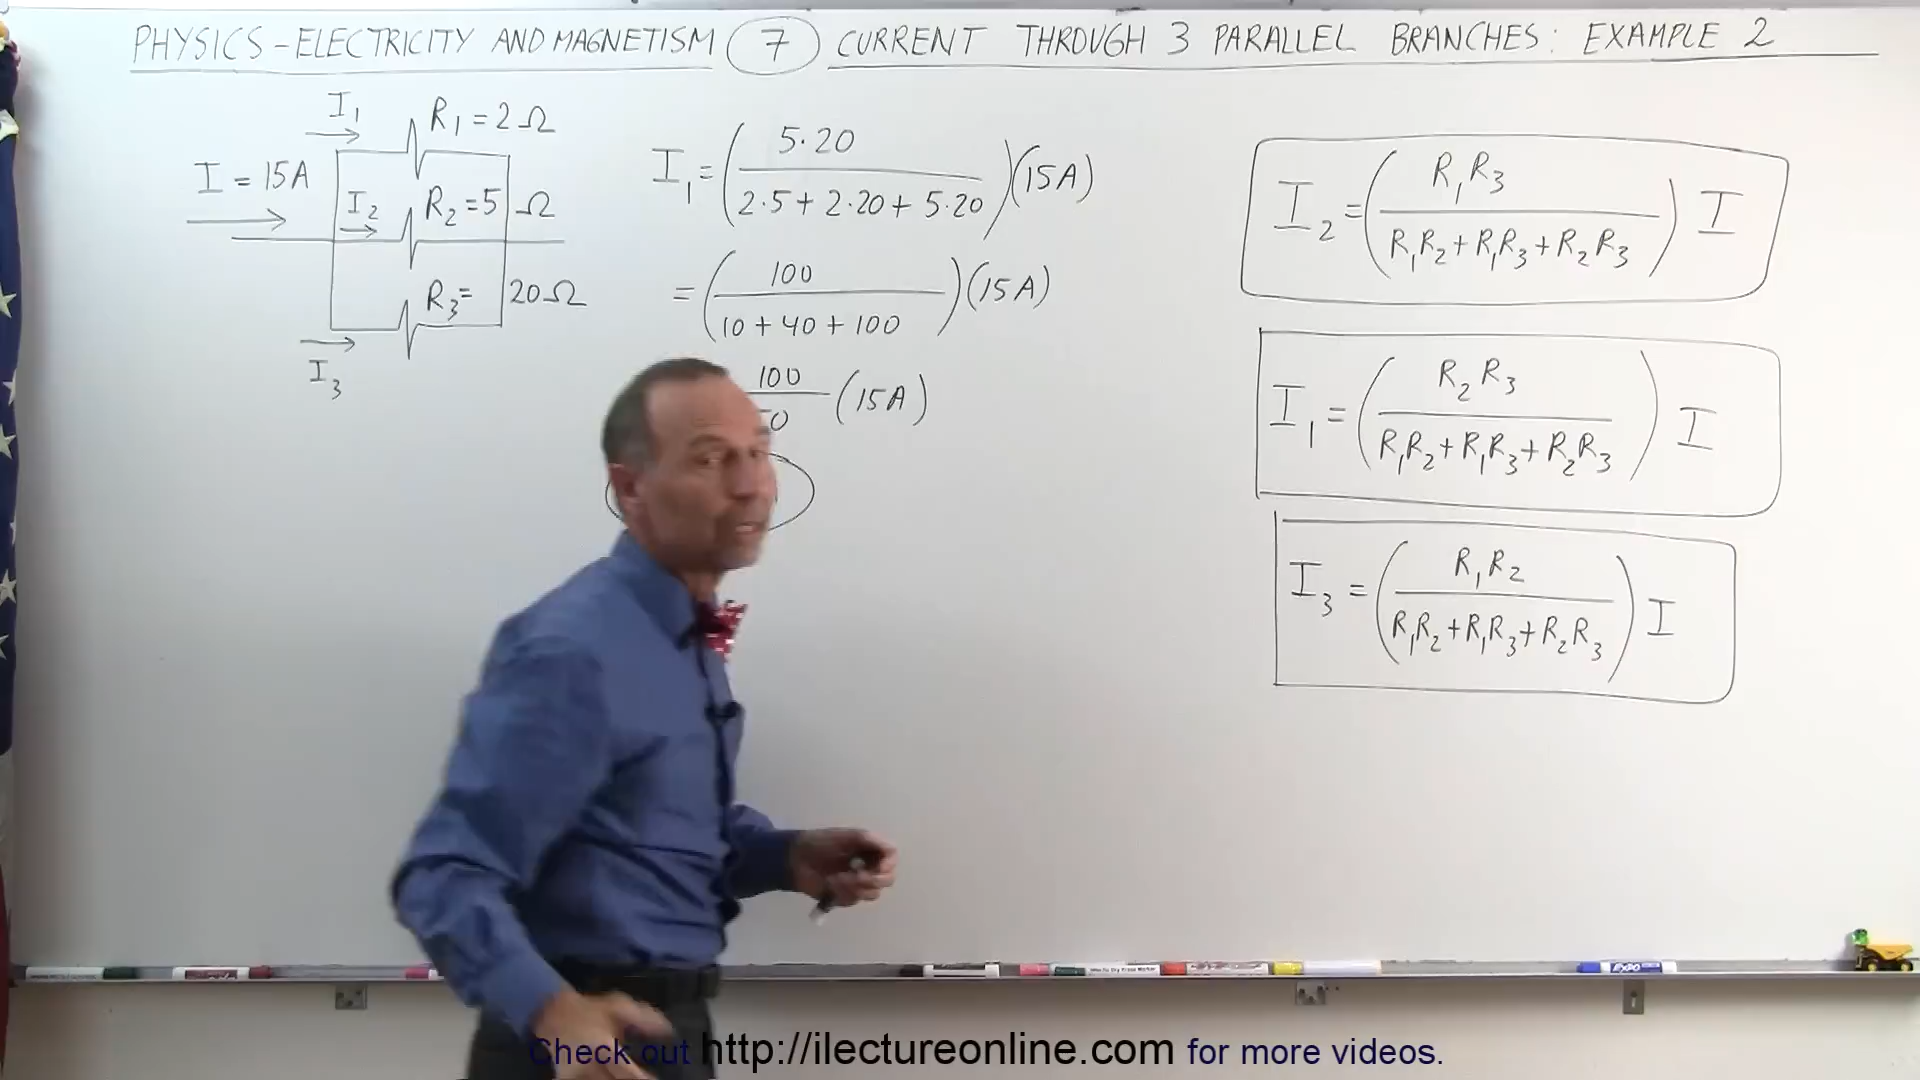 PHYSICS - ELECTRICITY AND MAGNETISM 7 CURRENT THROUGH 3 PARALLEL BRANCHES: EXAMPLE 2
I₁
R₁ = 2 Ω
I = 15A
I₂
R₂ = 5 Ω
R₃ = 20 Ω
I₃
I₁ = (5·20 / 2·5 + 2·20 + 5·20)(15A)
= (100 / 10 + 40 + 100)(15A)
100 / 0 (15A)
I₂ = (R₁R₃ / R₁R₂ + R₁R₃ + R₂R₃) I
I₁ = (R₂R₃ / R₁R₂ + R₁R₃ + R₂R₃) I
I₃ = (R₁R₂ / R₁R₂ + R₁R₃ + R₂R₃) I
EXPO
Check out http://ilectureonline.com for more videos.